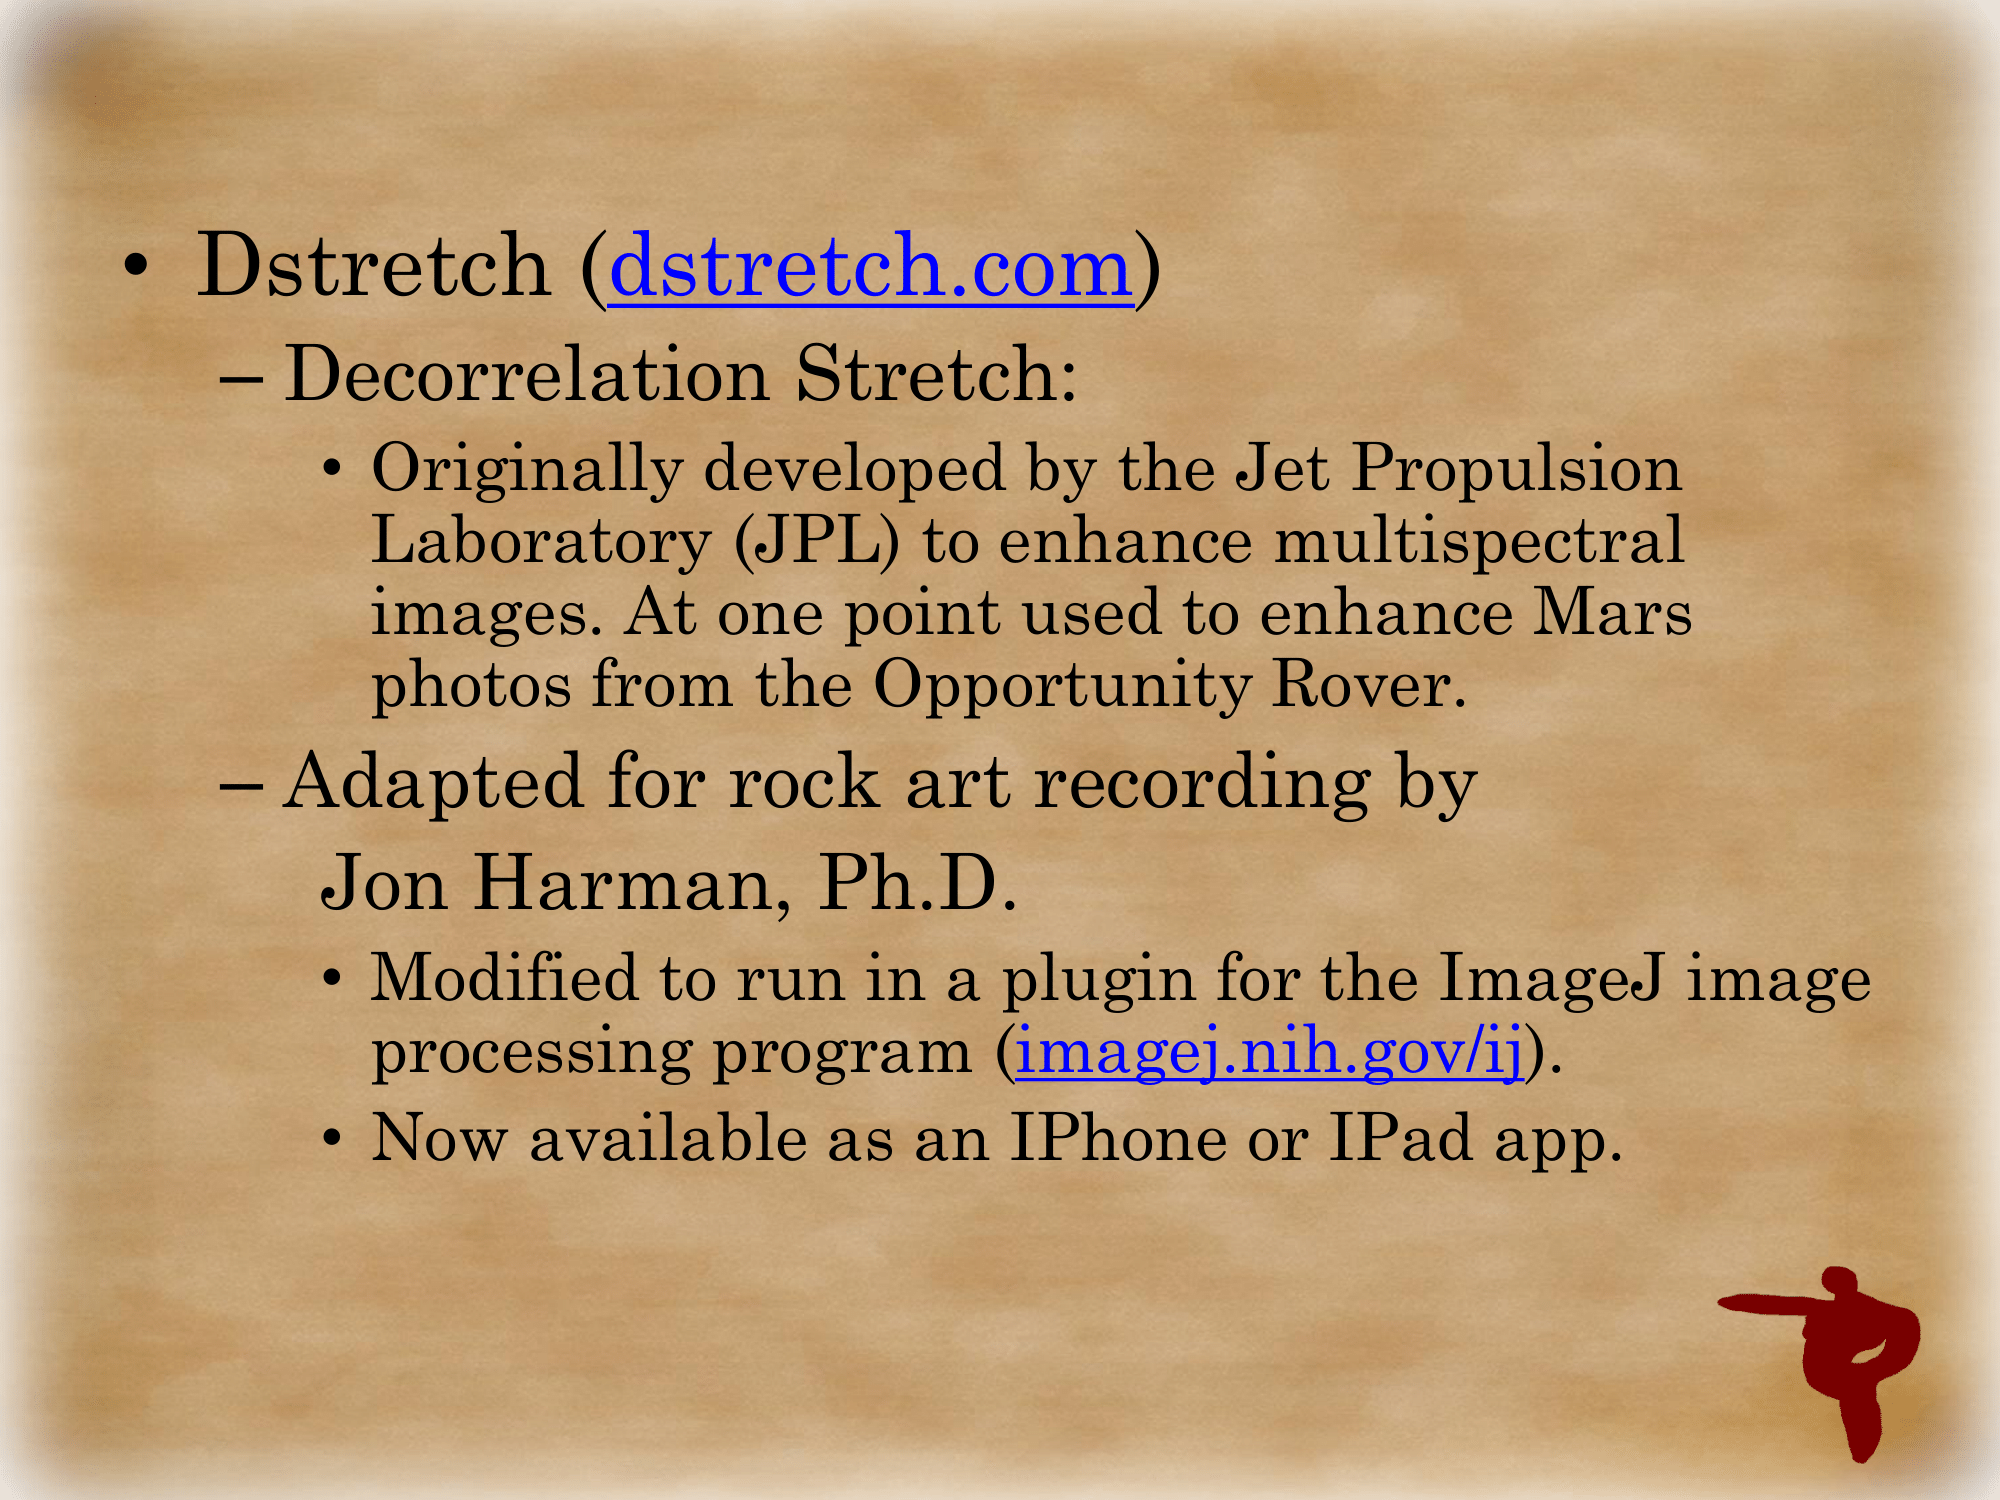 • Dstretch (dstretch.com)
– Decorrelation Stretch:
• Originally developed by the Jet Propulsion
Laboratory (JPL) to enhance multispectral
images. At one point used to enhance Mars
photos from the Opportunity Rover.
– Adapted for rock art recording by
Jon Harman, Ph.D.
• Modified to run in a plugin for the ImageJ image
processing program (imagej.nih.gov/ij).
• Now available as an IPhone or IPad app.